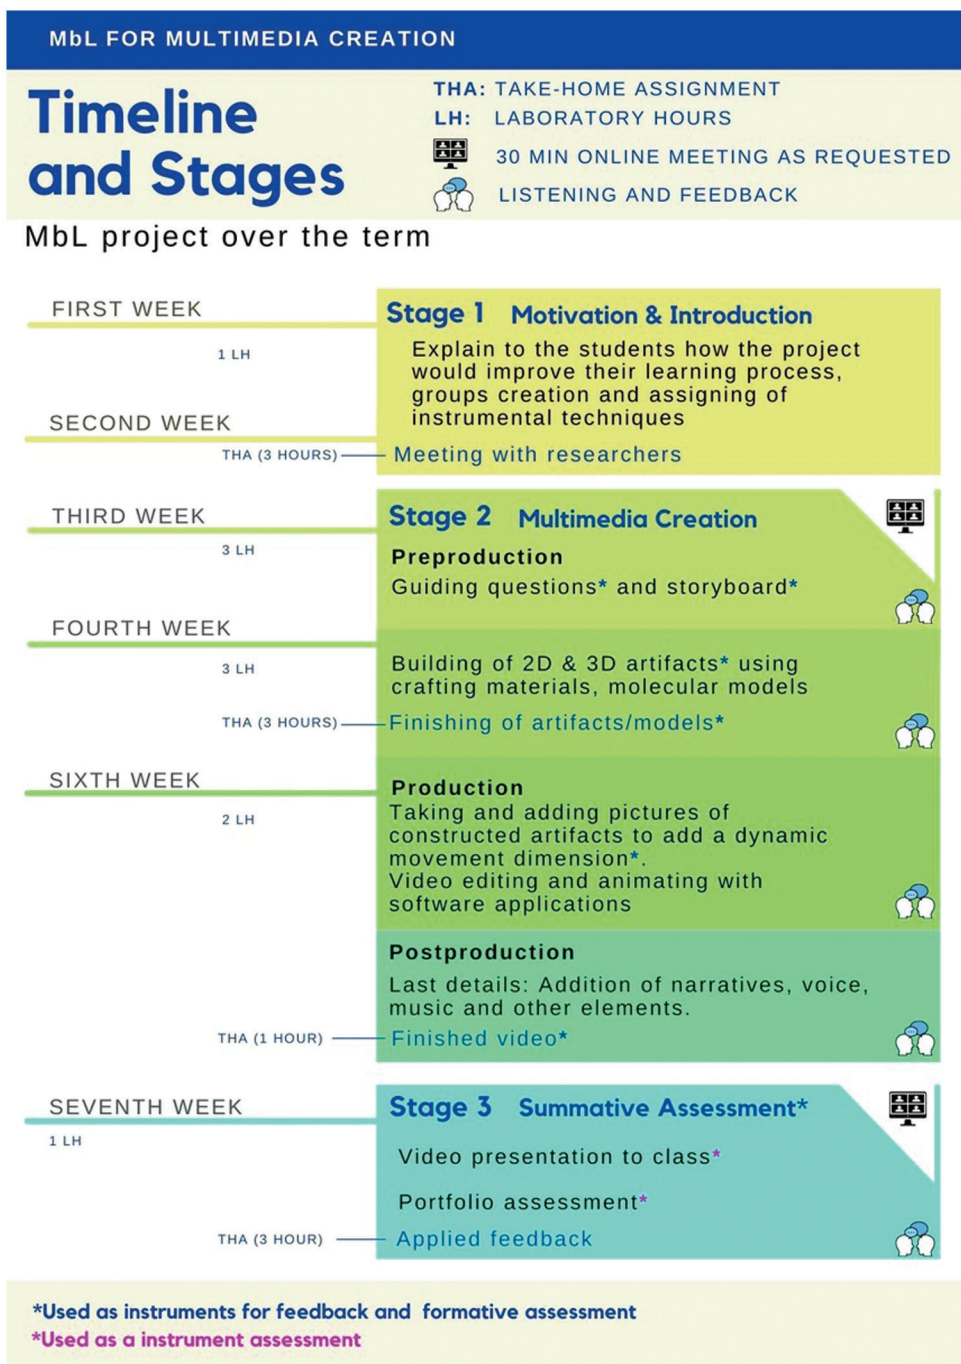 MbL FOR MULTIMEDIA CREATION
Timeline
and Stages
THA: TAKE-HOME ASSIGNMENT
LH: LABORATORY HOURS
30 MIN ONLINE MEETING AS REQUESTED
LISTENING AND FEEDBACK
MbL project over the term
FIRST WEEK
1 LH
Stage 1 Motivation & Introduction
Explain to the students how the project
would improve their learning process,
groups creation and assigning of
instrumental techniques
SECOND WEEK
THA (3 HOURS)
Meeting with researchers
THIRD WEEK
3 LH
Stage 2 Multimedia Creation
Preproduction
Guiding questions* and storyboard*
FOURTH WEEK
3 LH
Building of 2D & 3D artifacts* using
crafting materials, molecular models
THA (3 HOURS)
Finishing of artifacts/models*
SIXTH WEEK
2 LH
Production
Taking and adding pictures of
constructed artifacts to add a dynamic
movement dimension*.
Video editing and animating with
software applications
Postproduction
Last details: Addition of narratives, voice,
music and other elements.
THA (1 HOUR)
Finished video*
SEVENTH WEEK
1 LH
Stage 3 Summative Assessment*
Video presentation to class*
Portfolio assessment*
THA (3 HOUR)
Applied feedback
*Used as instruments for feedback and formative assessment
*Used as a instrument assessment